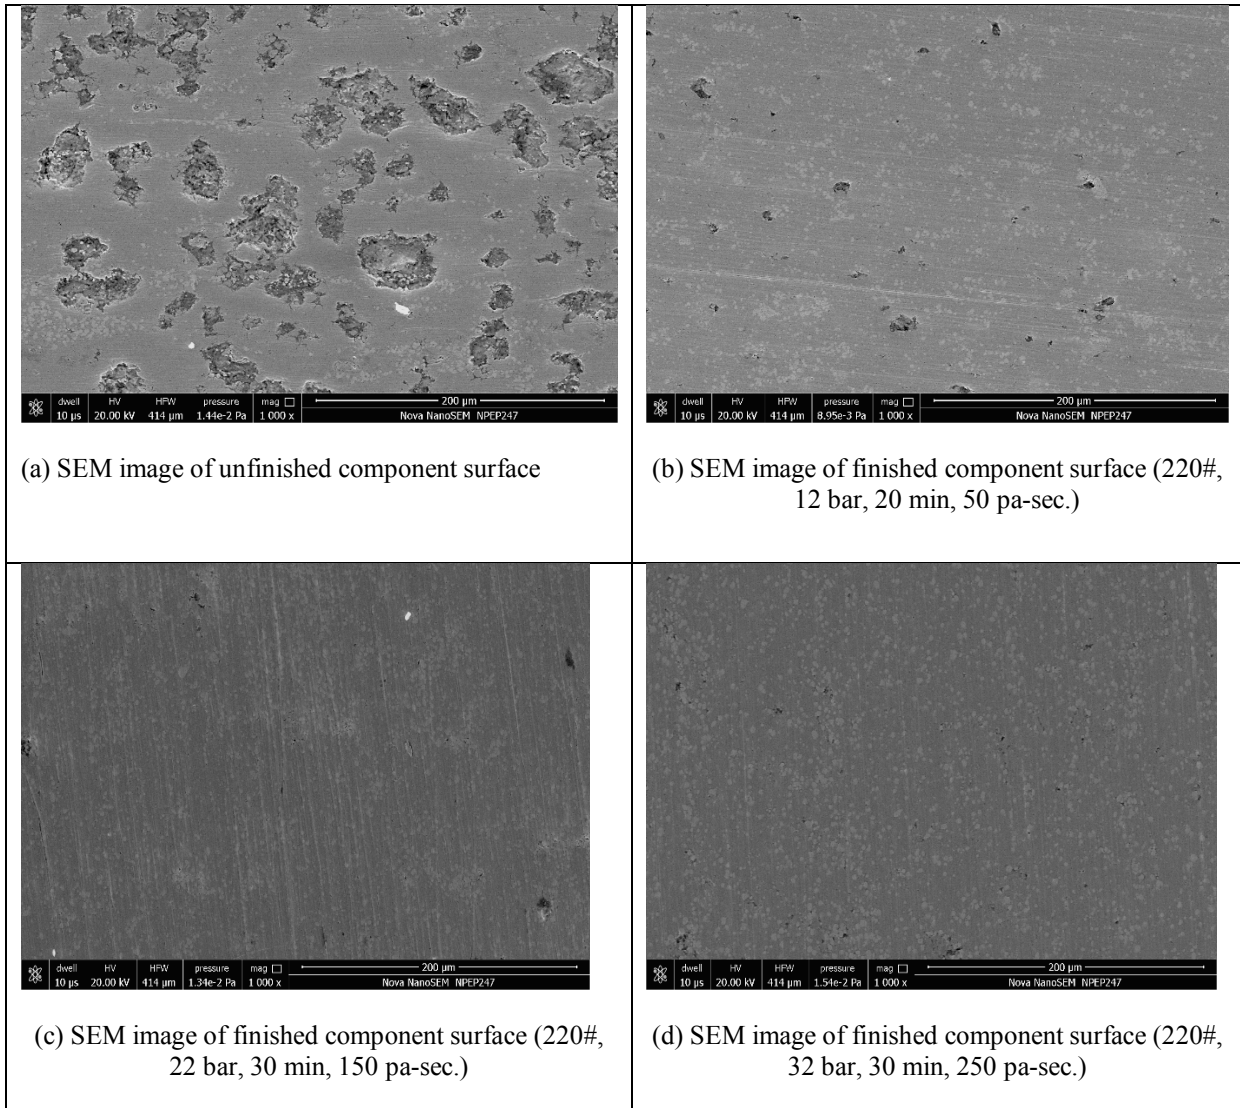 dwell HV HFW pressure mag 200 µm
10 µs 20.00 kV 414 µm 1.44e-2 Pa 1 000 x Nova NanoSEM NPEP247
(a) SEM image of unfinished component surface
dwell HV HFW pressure mag 200 µm
10 µs 20.00 kV 414 µm 8.95e-3 Pa 1 000 x Nova NanoSEM NPEP247
(b) SEM image of finished component surface (220#,
12 bar, 20 min, 50 pa-sec.)
dwell HV HFW pressure mag 200 µm
10 µs 20.00 kV 414 µm 1.34e-2 Pa 1 000 x Nova NanoSEM NPEP247
(c) SEM image of finished component surface (220#,
22 bar, 30 min, 150 pa-sec.)
dwell HV HFW pressure mag 200 µm
10 µs 20.00 kV 414 µm 1.54e-2 Pa 1 000 x Nova NanoSEM NPEP247
(d) SEM image of finished component surface (220#,
32 bar, 30 min, 250 pa-sec.)